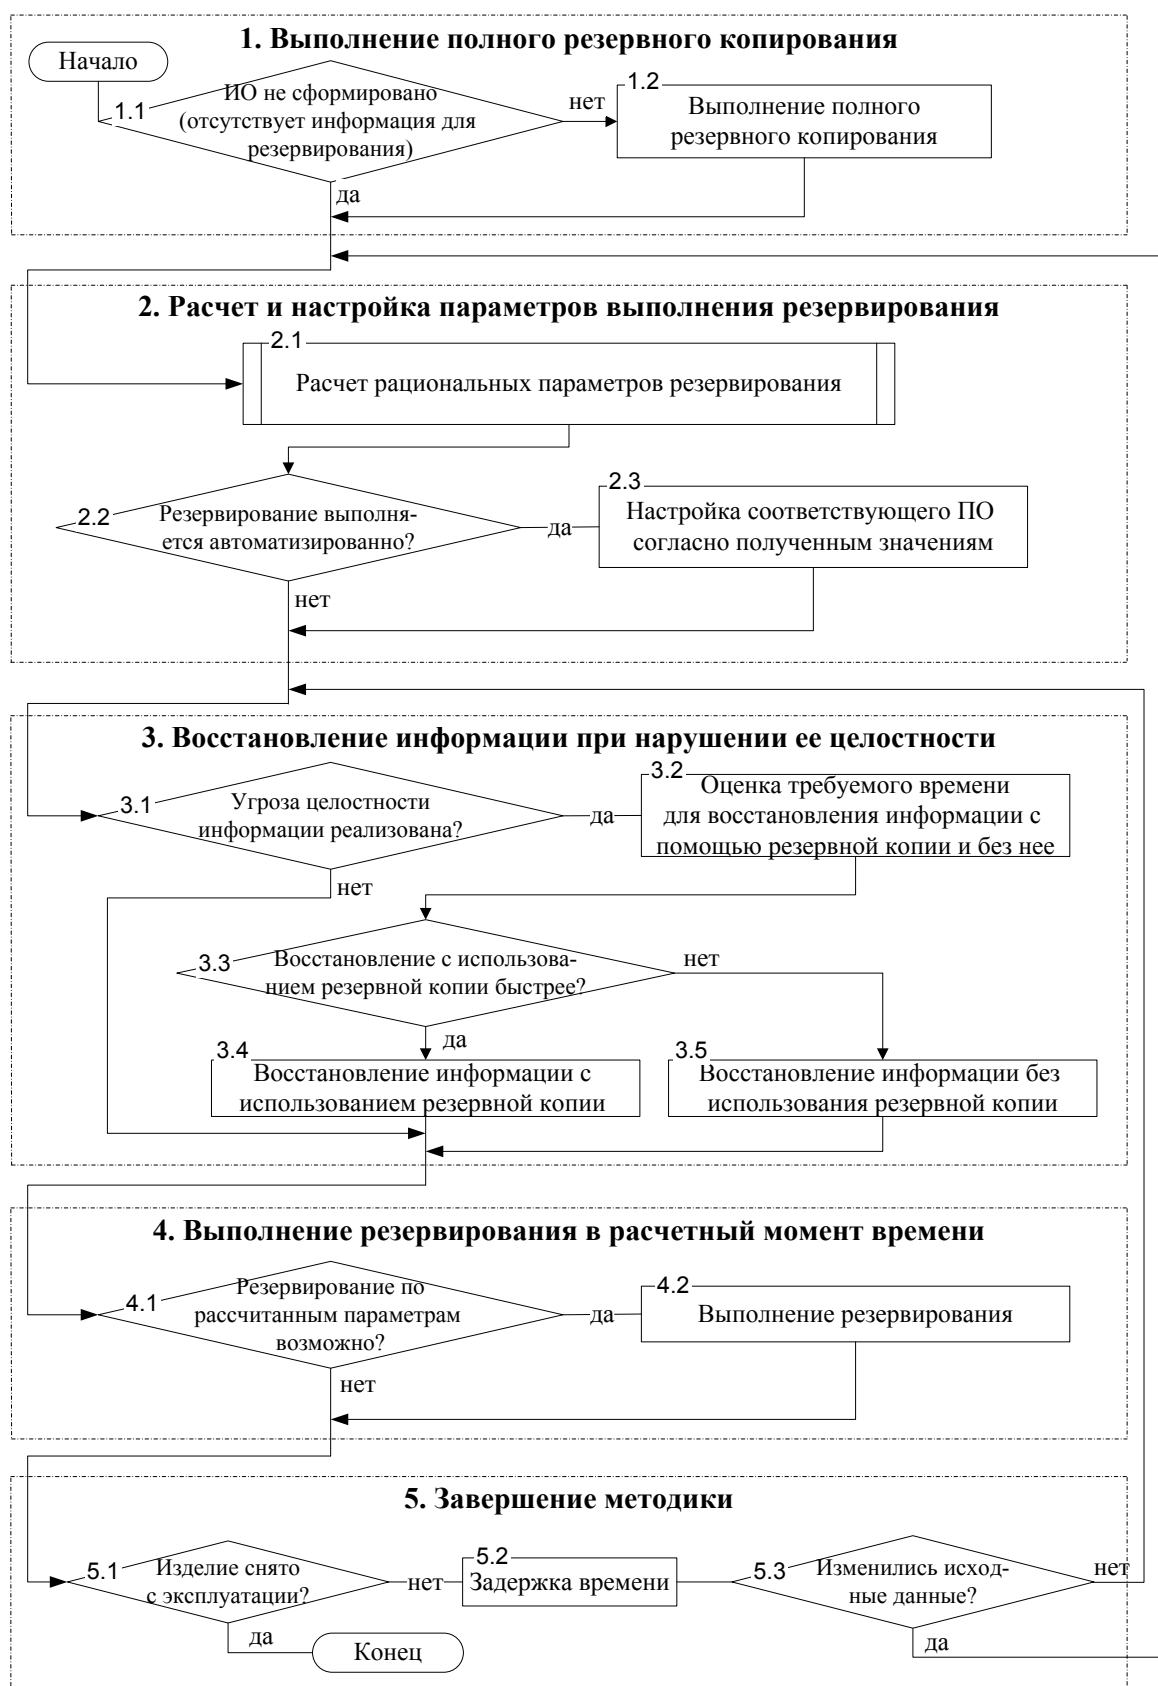 1. Выполнение полного резервного копирования
Начало
1.1
ИО не сформировано
(отсутствует информация для
резервирования)
нет
1.2
Выполнение полного
резервного копирования
да
2. Расчет и настройка параметров выполнения резервирования
2.1
Расчет рациональных параметров резервирования
2.2
Резервирование выполня-
ется автоматизированно?
да
2.3
Настройка соответствующего ПО
согласно полученным значениям
нет
3. Восстановление информации при нарушении ее целостности
3.1
Угроза целостности
информации реализована?
да
3.2
Оценка требуемого времени
для восстановления информации с
помощью резервной копии и без нее
нет
3.3
Восстановление с использова-
нием резервной копии быстрее?
нет
да
3.4
Восстановление информации с
использованием резервной копии
3.5
Восстановление информации без
использования резервной копии
4. Выполнение резервирования в расчетный момент времени
4.1
Резервирование по
рассчитанным параметрам
возможно?
да
4.2
Выполнение резервирования
нет
5. Завершение методики
5.1
Изделие снято
с эксплуатации?
нет
5.2
Задержка времени
5.3
Изменились исход-
ные данные?
нет
да
Конец
да